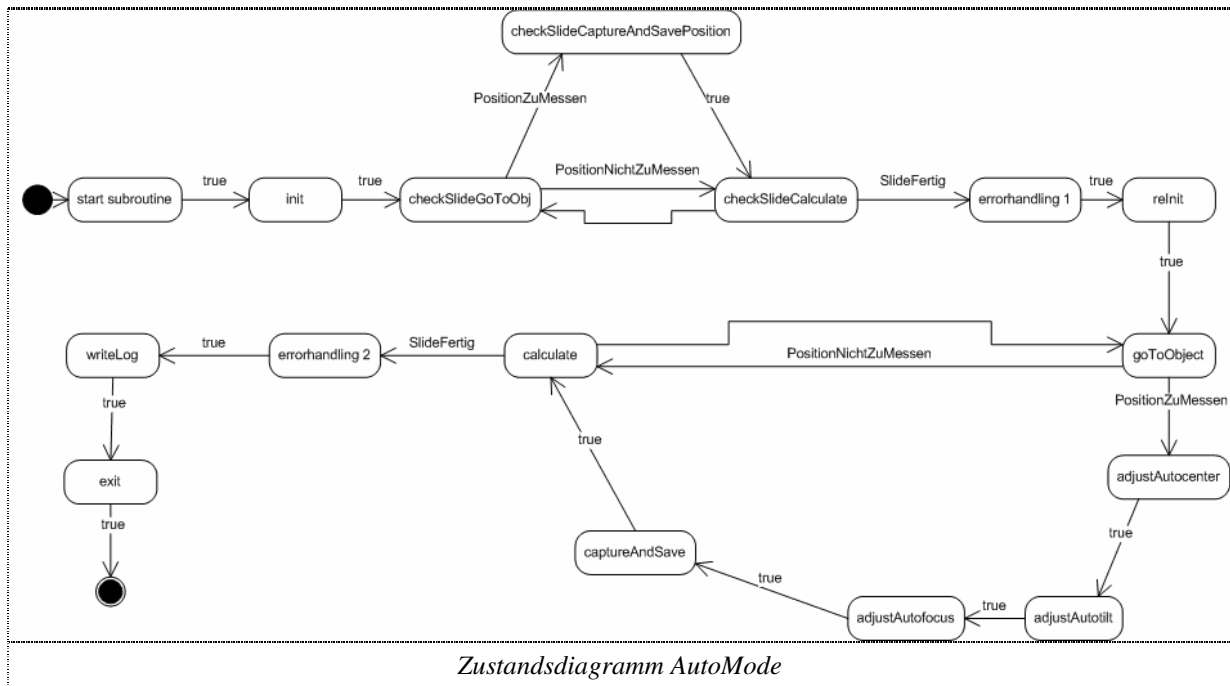 checkSlideCaptureAndSavePosition
PositionZuMessen
true
PositionNichtZuMessen
start subroutine
true
init
true
checkSlideGoToObj
checkSlideCalculate
SlideFertig
errorhandling 1
true
reInit
true
writeLog
true
errorhandling 2
SlideFertig
calculate
PositionNichtZuMessen
goToObject
PositionZuMessen
true
true
exit
adjustAutocenter
true
true
captureAndSave
true
adjustAutofocus
true
adjustAutotilt
Zustandsdiagramm AutoMode